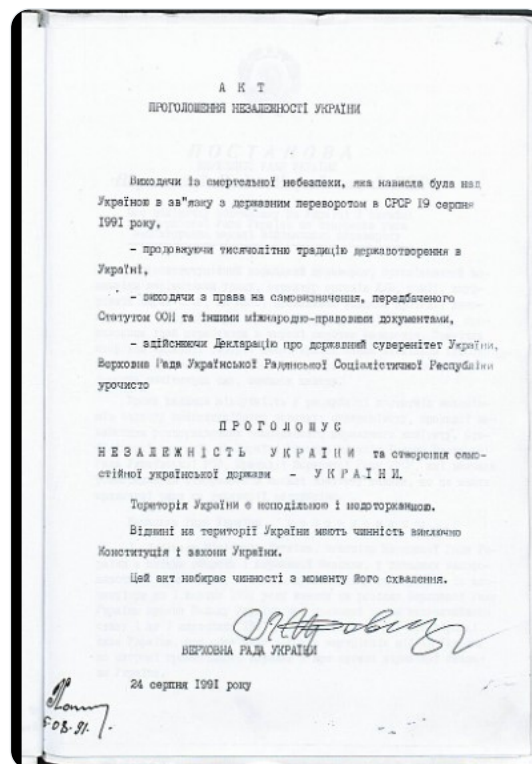 А К Т
ПРОГОЛОШЕННЯ НЕЗАЛЕЖНОСТІ УКРАЇНИ
Виходячи із смертельної небезпеки, яка нависла була над
Україною в зв"язку з державним переворотом в СРСР 19 серпня
1991 року,
- продовжуючи тисячолітню традицію державотворення в
Україні,
- виходячи з права на самовизначення, передбаченого
Статутом ООН та іншими міжнародно-правовими документами,
- здійснюючи Декларацію про державний суверенітет України,
Верховна Рада Української Радянської Соціалістичної Республіки
урочисто
П Р О Г О Л О Ш У Є
Н Е З А Л Е Ж Н І С Т Ь У К Р А Ї Н И та створення само-
стійної української держави - У К Р А Ї Н И.
Територія України є неподільною і недоторканною.
Віднині на території України мають чинність виключно
Конституція і закони України.
Цей акт набирає чинності з моменту його схвалення.
ВЕРХОВНА РАДА УКРАЇНИ
24 серпня 1991 року